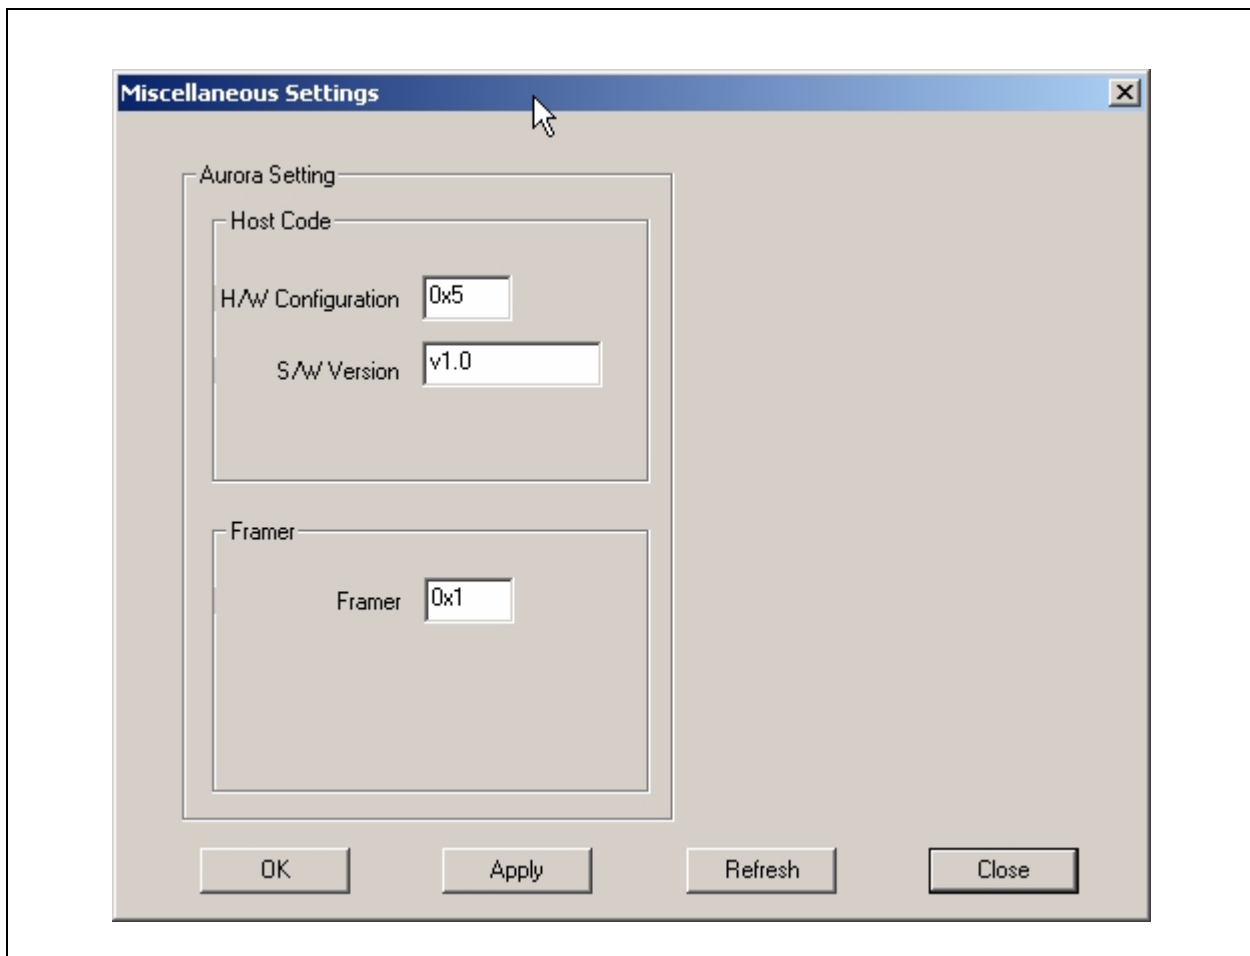 Miscellaneous Settings
Aurora Setting
Host Code
H/W Configuration 0x5
S/W Version v1.0
Framer
Framer 0x1
OK Apply Refresh Close